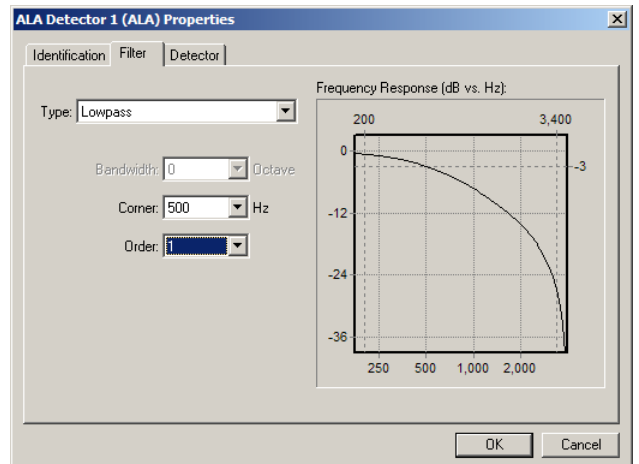 ALA Detector 1 (ALA) Properties
Identification Filter Detector
Type: Lowpass
Bandwidth: 0 Octave
Corner: 500 Hz
Order: 1
Frequency Response (dB vs. Hz):
200 3,400
0 -3
-12
-24
-36
250 500 1,000 2,000
OK Cancel